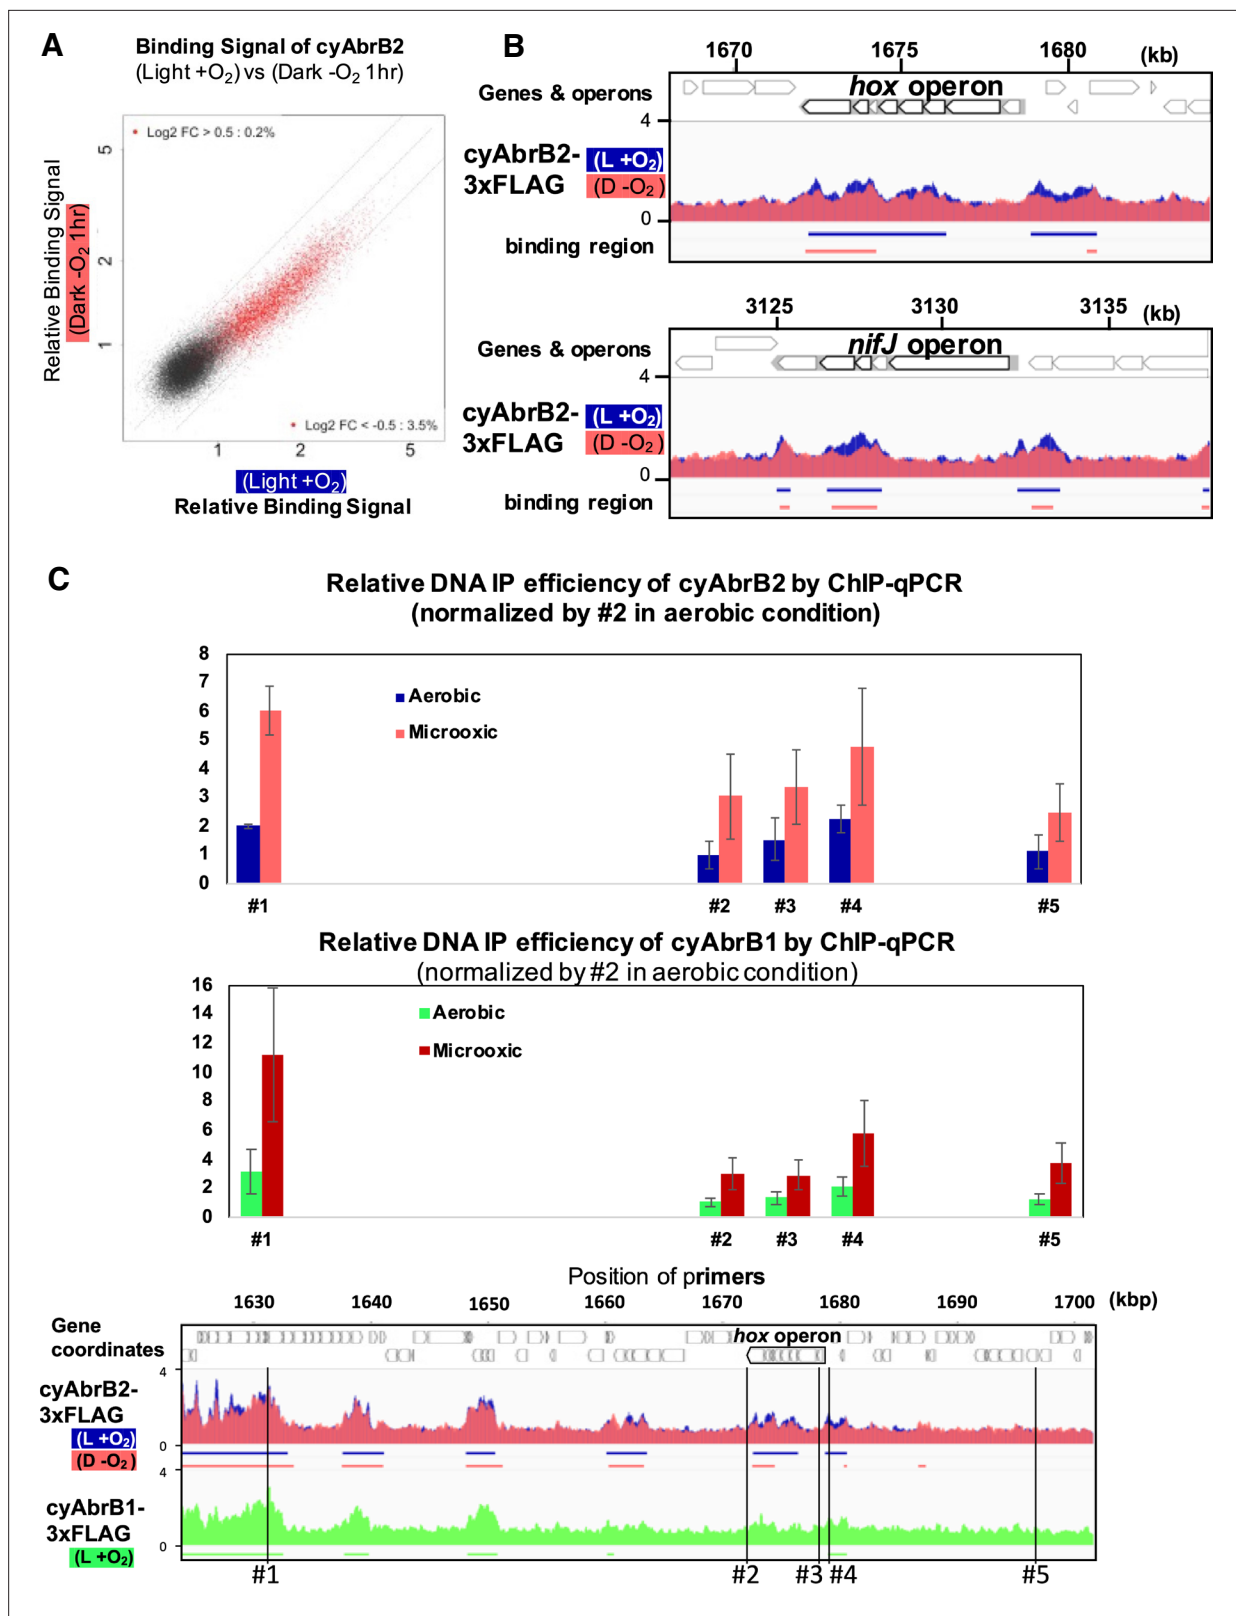 A
Binding Signal of cyAbrB2
(Light +O2) vs (Dark -O2 1hr)
Log2 FC > 0.5 : 0.2%
5
2
1
Relative Binding Signal
(Dark -O2 1hr)
Log2 FC < -0.5 : 3.5%
1 2 5
(Light +O2)
Relative Binding Signal
B
1670 1675 1680 (kb)
Genes & operons
hox operon
4
cyAbrB2-
3xFLAG
(L +O2)
(D -O2 )
0
binding region
3125 3130 3135 (kb)
Genes & operons
nifJ operon
4
cyAbrB2-
3xFLAG
(L +O2)
(D -O2 )
0
binding region
C
Relative DNA IP efficiency of cyAbrB2 by ChIP-qPCR
(normalized by #2 in aerobic condition)
8
7
6
5
4
3
2
1
0
Aerobic
Microoxic
#1 #2 #3 #4 #5
Relative DNA IP efficiency of cyAbrB1 by ChIP-qPCR
(normalized by #2 in aerobic condition)
16
14
12
10
8
6
4
2
0
Aerobic
Microoxic
#1 #2 #3 #4 #5
Position of primers
1630 1640 1650 1660 1670 1680 1690 1700 (kbp)
Gene
coordinates
hox operon
4
cyAbrB2-
3xFLAG
(L +O2)
(D -O2)
0
4
cyAbrB1-
3xFLAG
(L +O2)
0
#1 #2 #3 #4 #5